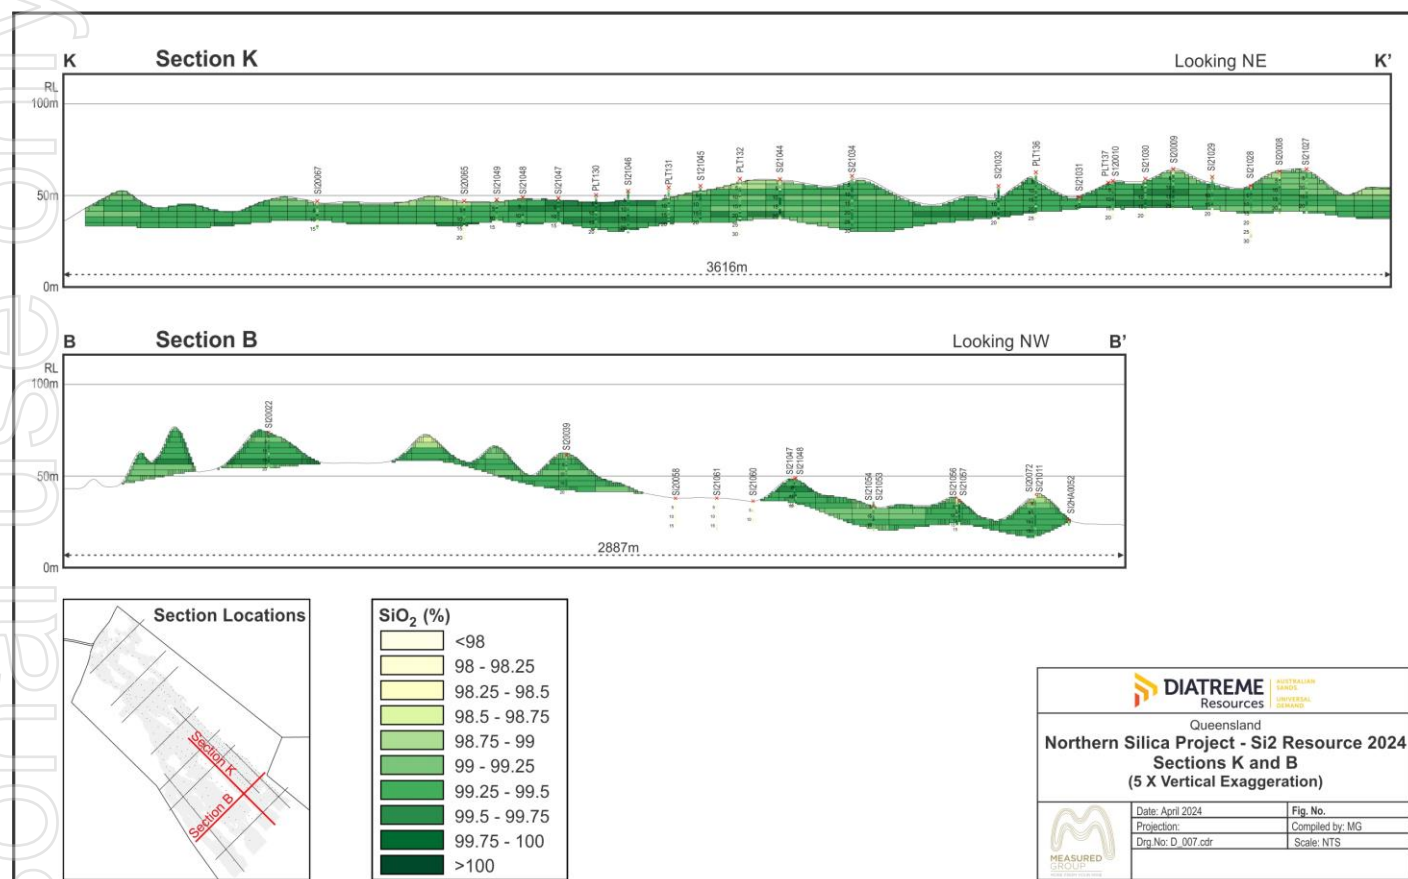 K
Section K
Looking NE
K'
RL
100m
50m
0m
SI20067
SI20065
SI21049
SI21048
SI21047
PLT130
SI21046
PLT131
S121045
PLT132
SI21044
SI21034
SI21032
PLT136
SI21031
PLT137
S120010
SI21030
SI20009
SI21029
SI21028
SI20008
SI21027
3616m
B
Section B
Looking NW
B'
RL
100m
50m
0m
SI20022
SI20039
SI20058
SI21061
SI21060
SI21047
SI21048
SI21054
SI21053
SI21056
SI21057
SI20072
SI21011
SI2HA0052
2887m
Section Locations
Section K
Section B
SiO2 (%)
<98
98 - 98.25
98.25 - 98.5
98.5 - 98.75
98.75 - 99
99 - 99.25
99.25 - 99.5
99.5 - 99.75
99.75 - 100
>100
DIATREME
Resources
AUSTRALIAN
SANDS
UNIVERSAL
DEMAND
Queensland
Northern Silica Project - Si2 Resource 2024
Sections K and B
(5 X Vertical Exaggeration)
MEASURED
GROUP
Date: April 2024
Fig. No.
Projection:
Compiled by: MG
Drg.No: D_007.cdr
Scale: NTS